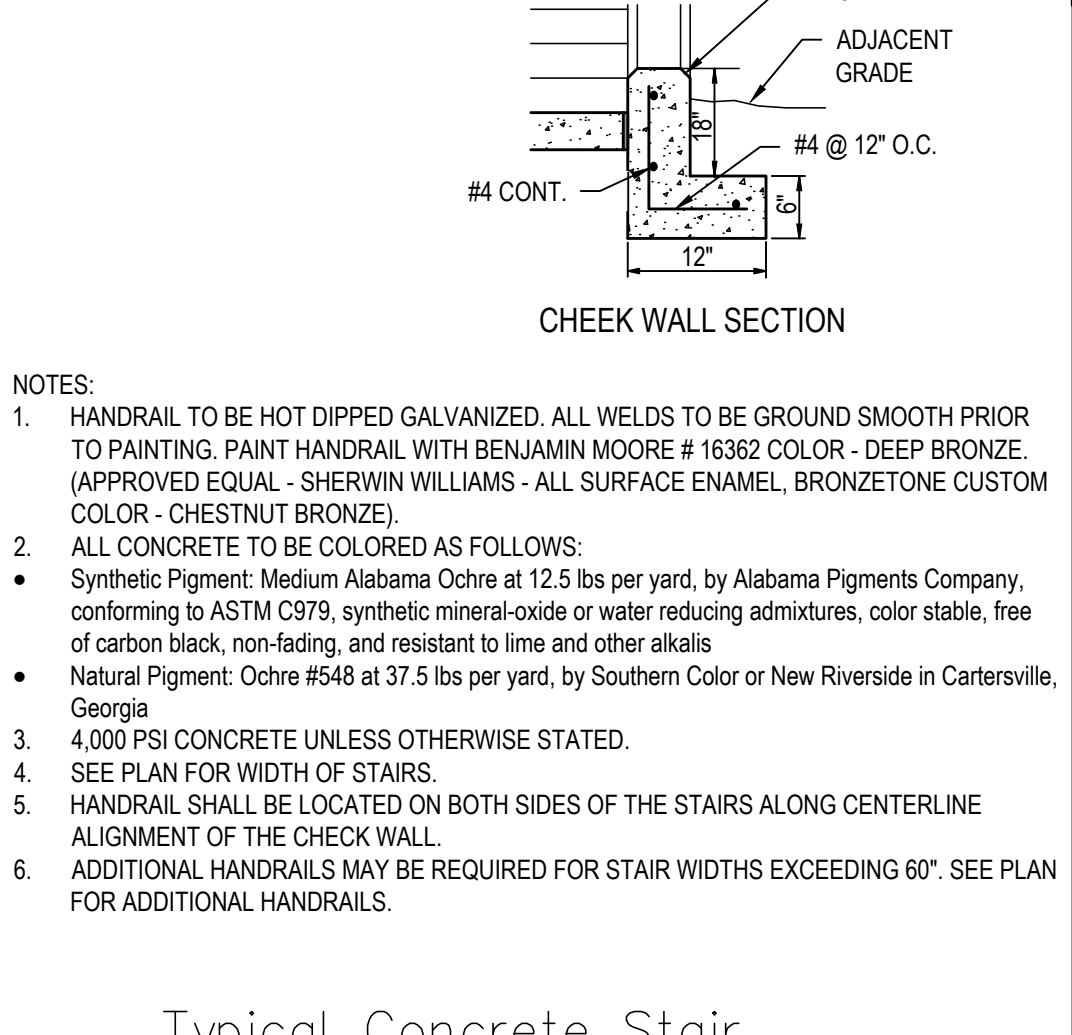 ADJACENT
GRADE
18"
#4 @ 12" O.C.
#4 CONT.
6"
12"
CHEEK WALL SECTION
NOTES:
1. HANDRAIL TO BE HOT DIPPED GALVANIZED. ALL WELDS TO BE GROUND SMOOTH PRIOR
TO PAINTING. PAINT HANDRAIL WITH BENJAMIN MOORE # 16362 COLOR - DEEP BRONZE.
(APPROVED EQUAL - SHERWIN WILLIAMS - ALL SURFACE ENAMEL, BRONZETONE CUSTOM
COLOR - CHESTNUT BRONZE).
2. ALL CONCRETE TO BE COLORED AS FOLLOWS:
• Synthetic Pigment: Medium Alabama Ochre at 12.5 lbs per yard, by Alabama Pigments Company,
conforming to ASTM C979, synthetic mineral-oxide or water reducing admixtures, color stable, free
of carbon black, non-fading, and resistant to lime and other alkalis
• Natural Pigment: Ochre #548 at 37.5 lbs per yard, by Southern Color or New Riverside in Cartersville,
Georgia
3. 4,000 PSI CONCRETE UNLESS OTHERWISE STATED.
4. SEE PLAN FOR WIDTH OF STAIRS.
5. HANDRAIL SHALL BE LOCATED ON BOTH SIDES OF THE STAIRS ALONG CENTERLINE
ALIGNMENT OF THE CHECK WALL.
6. ADDITIONAL HANDRAILS MAY BE REQUIRED FOR STAIR WIDTHS EXCEEDING 60". SEE PLAN
FOR ADDITIONAL HANDRAILS.
Typical Concrete Stair